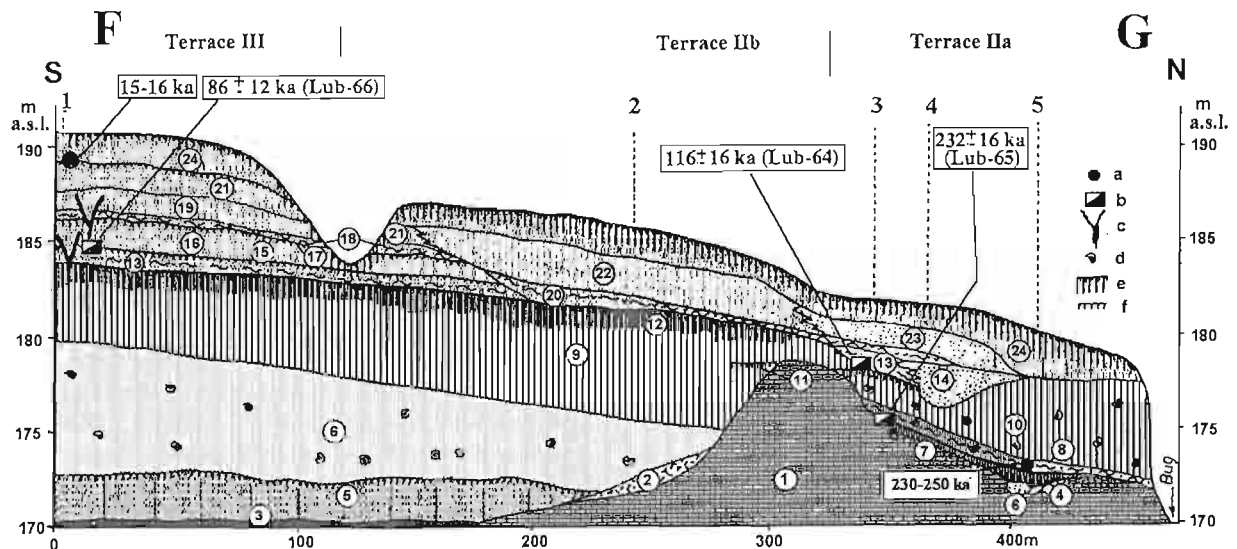 F
Terrace III
Terrace IIb
Terrace IIa
G
S
N
15-16 ka
86 ± 12 ka (Lub-66)
1
2
3
4
5
m
a.s.l.
m
a.s.l.
116 ± 16 ka (Lub-64)
232 ± 16 ka
(Lub-65)
190
190
185
185
180
180
175
175
170
170
a
b
c
d
e
f
24
21
19
16
15
17
18
13
21
22
20
12
9
23
13
14
24
11
10
6
8
7
5
2
1
230-250 ka
6
4
3
Bug
0
100
200
300
400m